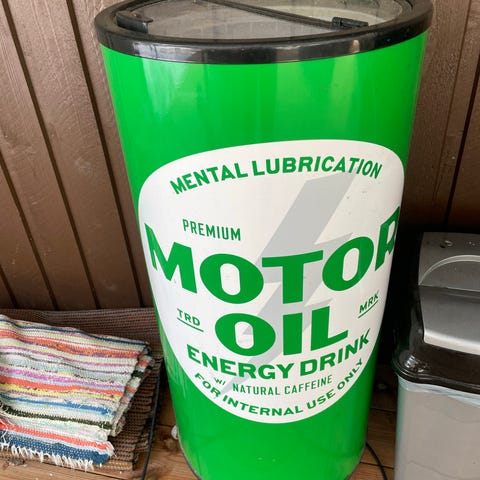 MENTAL LUBRICATION
PREMIUM
MOTOR
TRD OIL MRK
ENERGY DRINK
W/ NATURAL CAFFEINE
FOR INTERNAL USE ONLY